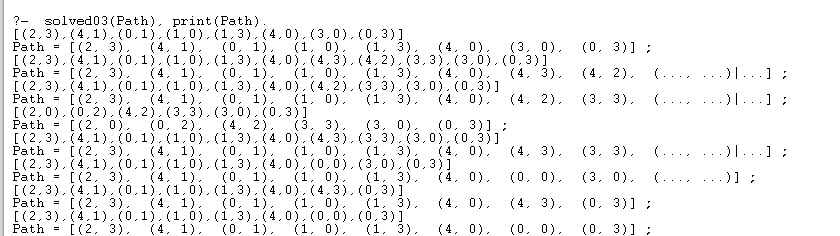 ?-  solved03(Path), print(Path).
[(2,3),(4,1),(0,1),(1,0),(1,3),(4,0),(3,0),(0,3)]
Path = [(2, 3),  (4, 1),  (0, 1),  (1, 0),  (1, 3),  (4, 0),  (3, 0),  (0, 3)] ;
[(2,3),(4,1),(0,1),(1,0),(1,3),(4,0),(4,3),(4,2),(3,3),(3,0),(0,3)]
Path = [(2, 3),  (4, 1),  (0, 1),  (1, 0),  (1, 3),  (4, 0),  (4, 3),  (4, 2),  (..., ...)|...] ;
[(2,3),(4,1),(0,1),(1,0),(1,3),(4,0),(4,2),(3,3),(3,0),(0,3)]
Path = [(2, 3),  (4, 1),  (0, 1),  (1, 0),  (1, 3),  (4, 0),  (4, 2),  (3, 3),  (..., ...)|...] ;
[(2,0),(0,2),(4,2),(3,3),(3,0),(0,3)]
Path = [(2, 0),  (0, 2),  (4, 2),  (3, 3),  (3, 0),  (0, 3)] ;
[(2,3),(4,1),(0,1),(1,0),(1,3),(4,0),(4,3),(3,3),(3,0),(0,3)]
Path = [(2, 3),  (4, 1),  (0, 1),  (1, 0),  (1, 3),  (4, 0),  (4, 3),  (3, 3),  (..., ...)|...] ;
[(2,3),(4,1),(0,1),(1,0),(1,3),(4,0),(0,0),(3,0),(0,3)]
Path = [(2, 3),  (4, 1),  (0, 1),  (1, 0),  (1, 3),  (4, 0),  (0, 0),  (3, 0),  (..., ...)] ;
[(2,3),(4,1),(0,1),(1,0),(1,3),(4,0),(4,3),(0,3)]
Path = [(2, 3),  (4, 1),  (0, 1),  (1, 0),  (1, 3),  (4, 0),  (4, 3),  (0, 3)] ;
[(2,3),(4,1),(0,1),(1,0),(1,3),(4,0),(0,0),(0,3)]
Path = [(2, 3),  (4, 1),  (0, 1),  (1, 0),  (1, 3),  (4, 0),  (0, 0),  (0, 3)] ;